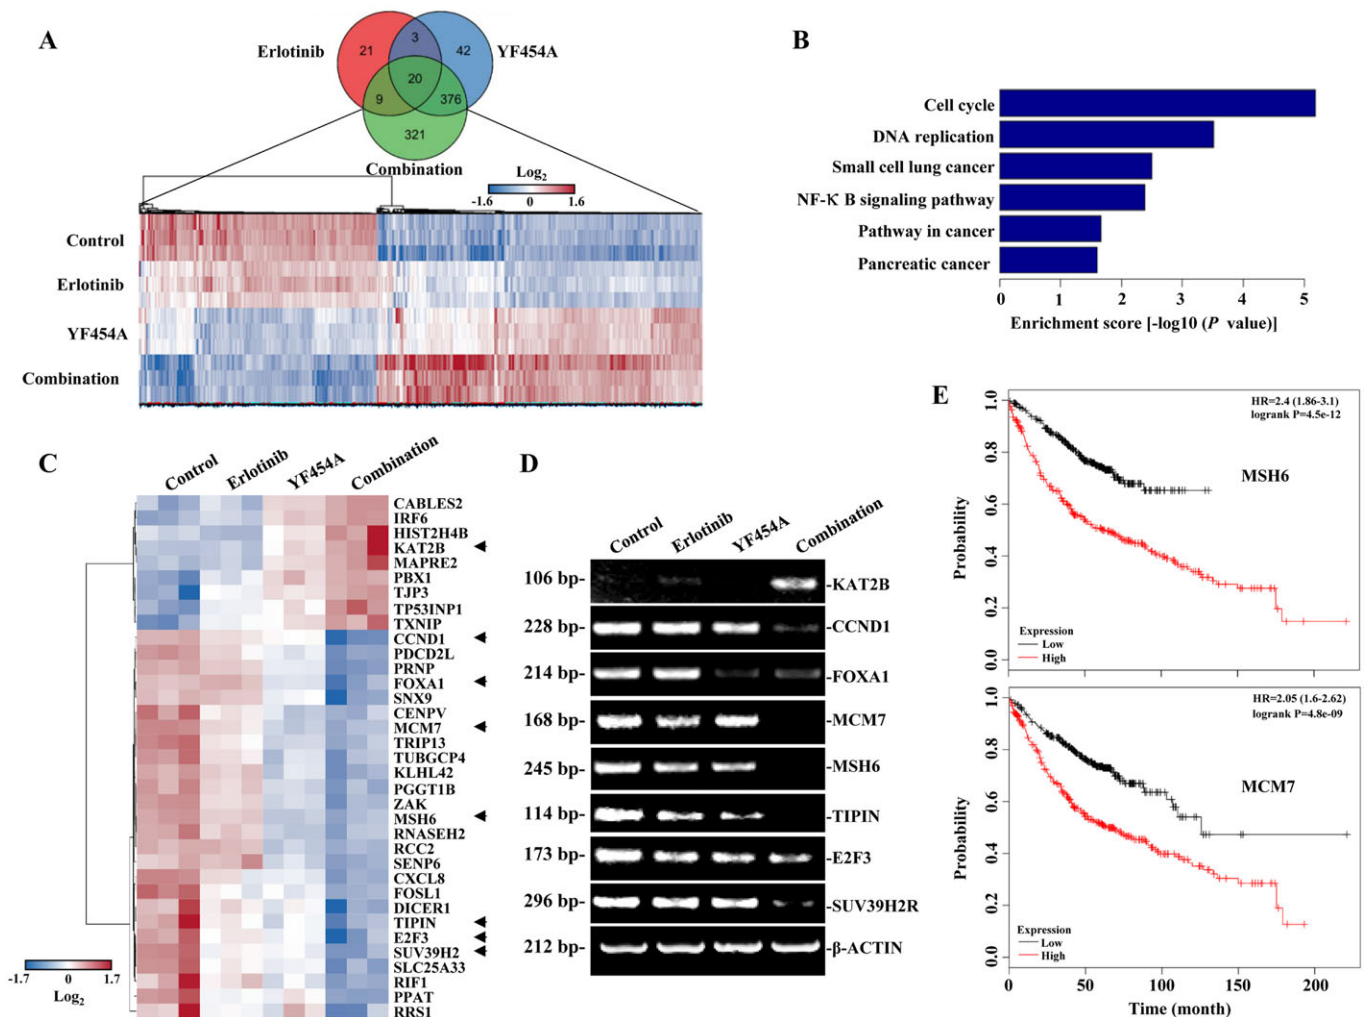 A
Erlotinib
21
3
42
YF454A
20
9
376
321
Combination
Log2
-1.6 0 1.6
Control
Erlotinib
YF454A
Combination
B
Cell cycle
DNA replication
Small cell lung cancer
NF-K B signaling pathway
Pathway in cancer
Pancreatic cancer
0 1 2 3 4 5
Enrichment score [-log10 (P value)]
C
Control Erlotinib YF454A Combination
CABLES2
IRF6
HIST2H4B
KAT2B
MAPRE2
PBX1
TJP3
TP53INP1
TXNIP
CCND1
PDCD2L
PRNP
FOXA1
SNX9
CENPV
MCM7
TRIP13
TUBGCP4
KLHL42
PGGT1B
ZAK
MSH6
RNASEH2
RCC2
SENP6
CXCL8
FOSL1
DICER1
TIPIN
E2F3
SUV39H2
SLC25A33
RIF1
PPAT
RRS1
-1.7 0 1.7
Log2
D
Control Erlotinib YF454A Combination
106 bp- -KAT2B
228 bp- -CCND1
214 bp- -FOXA1
168 bp- -MCM7
245 bp- -MSH6
114 bp- -TIPIN
173 bp- -E2F3
296 bp- -SUV39H2R
212 bp- -β-ACTIN
E
HR=2.4 (1.86-3.1)
logrank P=4.5e-12
MSH6
Probability
1.0
0.8
0.6
0.4
0.2
0.0
Expression
Low
High
HR=2.05 (1.6-2.62)
logrank P=4.8e-09
MCM7
Probability
1.0
0.8
0.6
0.4
0.2
0.0
Expression
Low
High
0 50 100 150 200
Time (month)